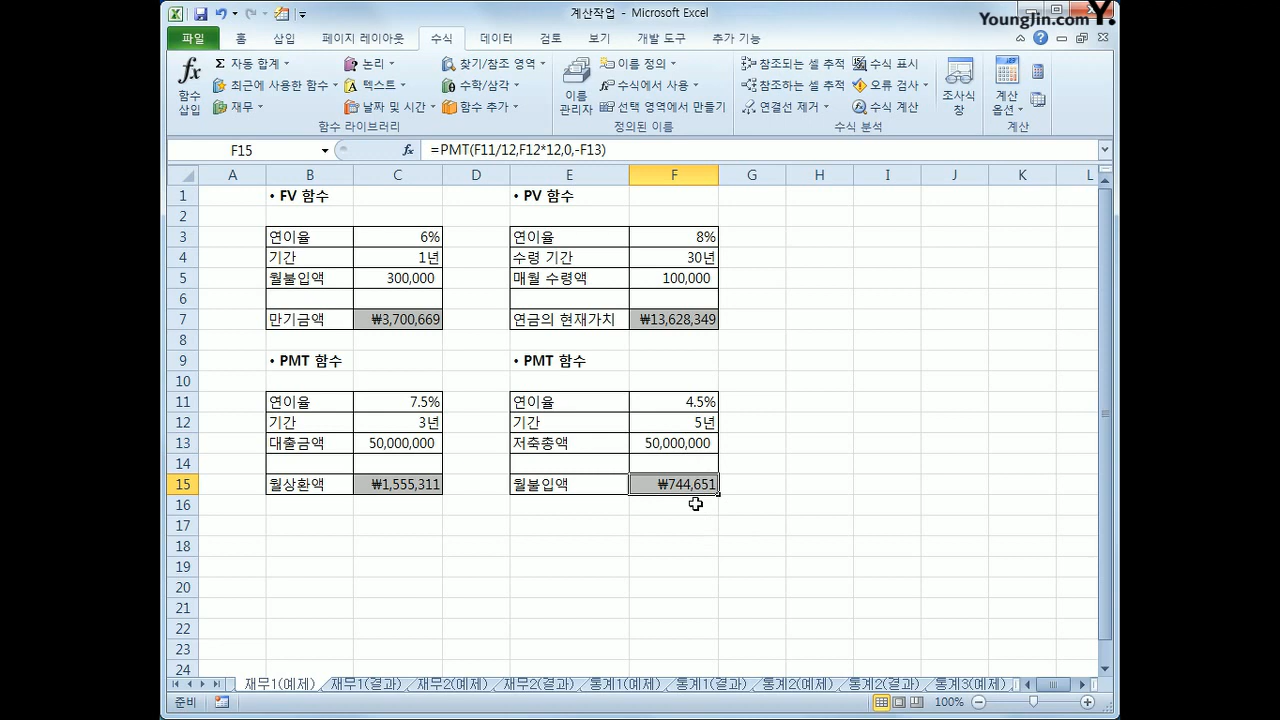 계산작업 - Microsoft Excel
YoungJin.com Y.
파일 홈 삽입 페이지 레이아웃 수식 데이터 검토 보기 개발 도구 추가 기능
fx 함수 삽입
Σ 자동 합계
최근에 사용한 함수
재무
논리
텍스트
날짜 및 시간
찾기/참조 영역
수학/삼각
함수 추가
함수 라이브러리
이름 관리자
이름 정의
수식에서 사용
선택 영역에서 만들기
정의된 이름
참조되는 셀 추적
참조하는 셀 추적
연결선 제거
수식 표시
오류 검사
수식 계산
수식 분석
조사식 창
계산 옵션
계산
F15 fx =PMT(F11/12,F12*12,0,-F13)
A B C D E F G H I J K L
1 • FV 함수 • PV 함수
2
3 연이율 6% 연이율 8%
4 기간 1년 수령 기간 30년
5 월불입액 300,000 매월 수령액 100,000
6
7 만기금액 ₩3,700,669 연금의 현재가치 ₩13,628,349
8
9 • PMT 함수 • PMT 함수
10
11 연이율 7.5% 연이율 4.5%
12 기간 3년 기간 5년
13 대출금액 50,000,000 저축총액 50,000,000
14
15 월상환액 ₩1,555,311 월불입액 ₩744,651
16
17
18
19
20
21
22
23
24
재무1(예제) 재무1(결과) 재무2(예제) 재무2(결과) 통계1(예제) 통계1(결과) 통계2(예제) 통계2(결과) 통계3(예제)
준비 100%